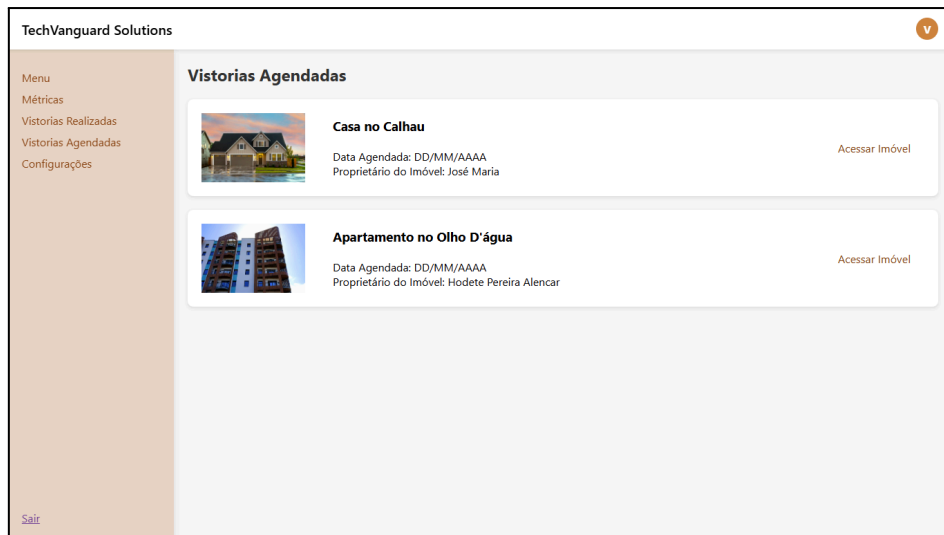 TechVanguard Solutions
V
Menu
Métricas
Vistorias Realizadas
Vistorias Agendadas
Configurações
Sair
Vistorias Agendadas
Casa no Calhau
Data Agendada: DD/MM/AAAA
Proprietário do Imóvel: José Maria
Acessar Imóvel
Apartamento no Olho D'água
Data Agendada: DD/MM/AAAA
Proprietário do Imóvel: Hodete Pereira Alencar
Acessar Imóvel